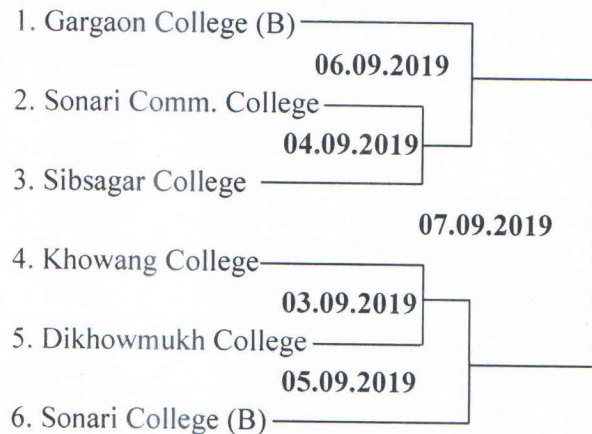 1. Gargaon College (B)
06.09.2019
2. Sonari Comm. College
04.09.2019
3. Sibsagar College
07.09.2019
4. Khowang College
03.09.2019
5. Dikhowmukh College
05.09.2019
6. Sonari College (B)